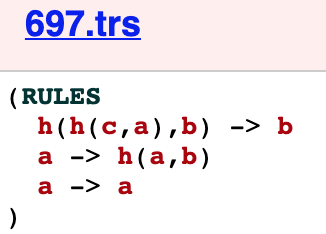 697.trs
(RULES
h(h(c,a),b) -> b
a -> h(a,b)
a -> a
)